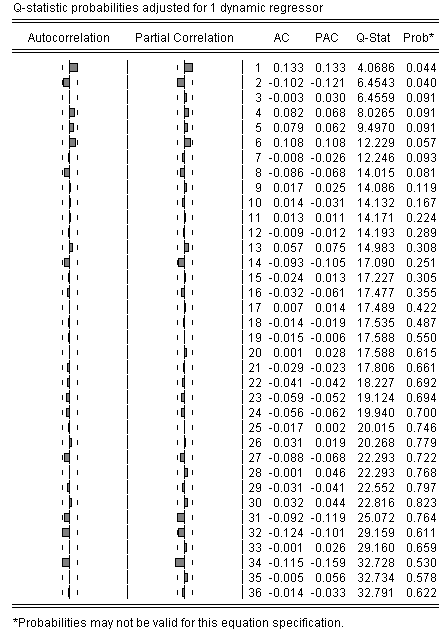 Q-statistic probabilities adjusted for 1 dynamic regressor
Autocorrelation Partial Correlation AC PAC Q-Stat Prob*
1 0.133 0.133 4.0686 0.044
2 -0.102 -0.121 6.4543 0.040
3 -0.003 0.030 6.4559 0.091
4 0.082 0.068 8.0265 0.091
5 0.079 0.062 9.4970 0.091
6 0.108 0.108 12.229 0.057
7 -0.008 -0.026 12.246 0.093
8 -0.086 -0.068 14.015 0.081
9 0.017 0.025 14.086 0.119
10 0.014 -0.031 14.132 0.167
11 0.013 0.011 14.171 0.224
12 -0.009 -0.012 14.193 0.289
13 0.057 0.075 14.983 0.308
14 -0.093 -0.105 17.090 0.251
15 -0.024 0.013 17.227 0.305
16 -0.032 -0.061 17.477 0.355
17 0.007 0.014 17.489 0.422
18 -0.014 -0.019 17.535 0.487
19 -0.015 -0.006 17.588 0.550
20 0.001 0.028 17.588 0.615
21 -0.029 -0.023 17.806 0.661
22 -0.041 -0.042 18.227 0.692
23 -0.059 -0.052 19.124 0.694
24 -0.056 -0.062 19.940 0.700
25 -0.017 0.002 20.015 0.746
26 0.031 0.019 20.268 0.779
27 -0.088 -0.068 22.293 0.722
28 -0.001 0.046 22.293 0.768
29 -0.031 -0.041 22.552 0.797
30 0.032 0.044 22.816 0.823
31 -0.092 -0.119 25.072 0.764
32 -0.124 -0.101 29.159 0.611
33 -0.001 0.026 29.160 0.659
34 -0.115 -0.159 32.728 0.530
35 -0.005 0.056 32.734 0.578
36 -0.014 -0.033 32.791 0.622
*Probabilities may not be valid for this equation specification.